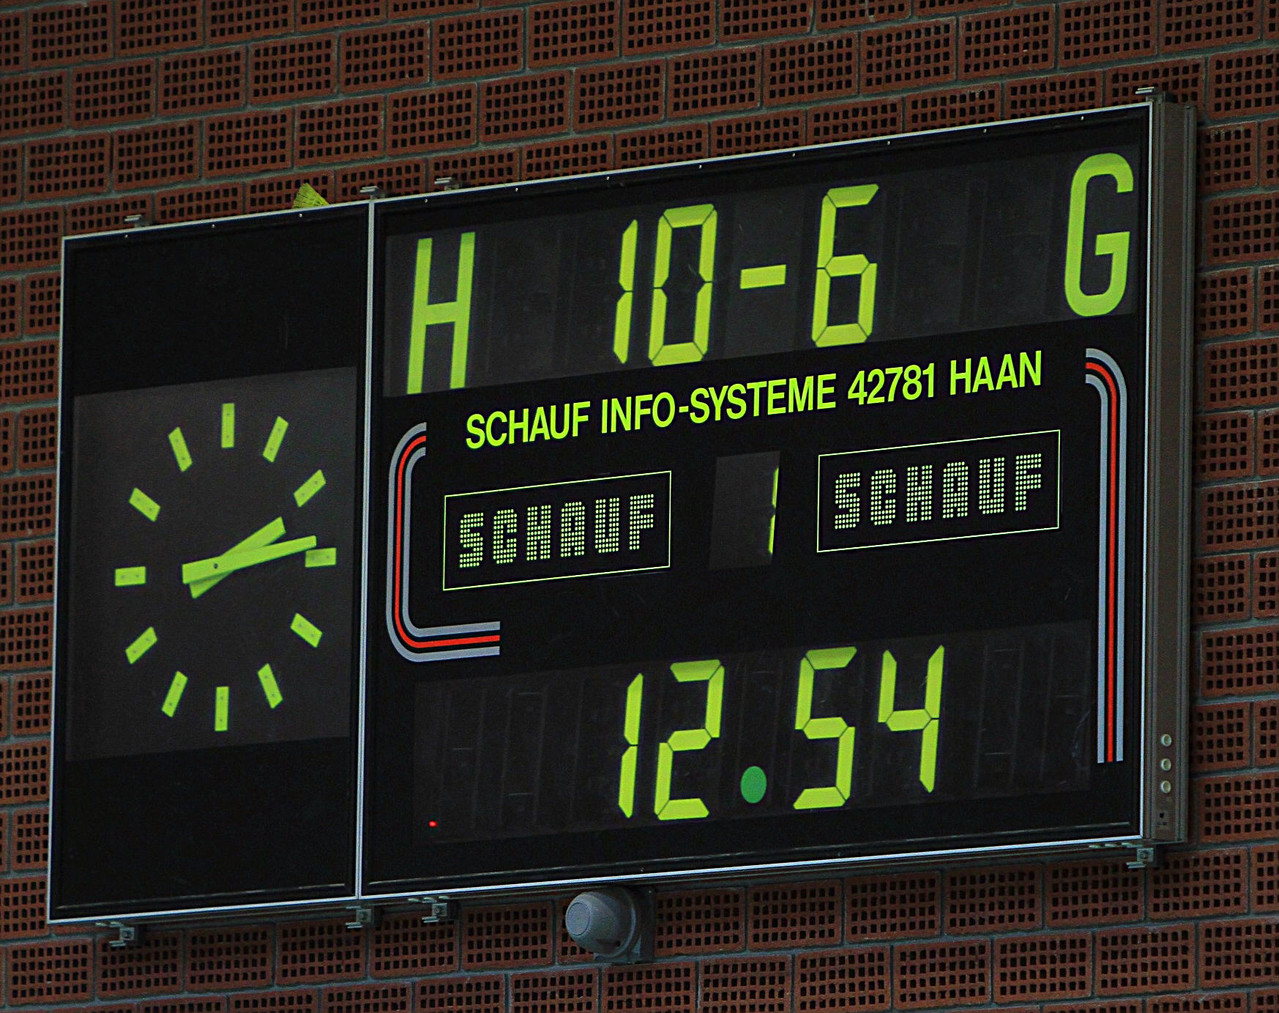 H 10-6 G
SCHAUF INFO-SYSTEME 42781 HAAN
SCHAUF 1 SCHAUF
12.54